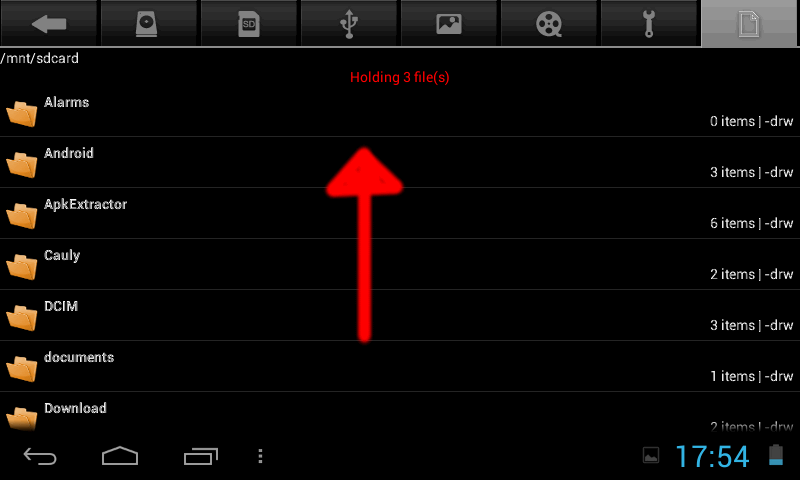 SD
/mnt/sdcard
Holding 3 file(s)
Alarms
0 items | -drw
Android
3 items | -drw
ApkExtractor
6 items | -drw
Cauly
2 items | -drw
DCIM
3 items | -drw
documents
1 items | -drw
Download
2 items | -drw
17:54